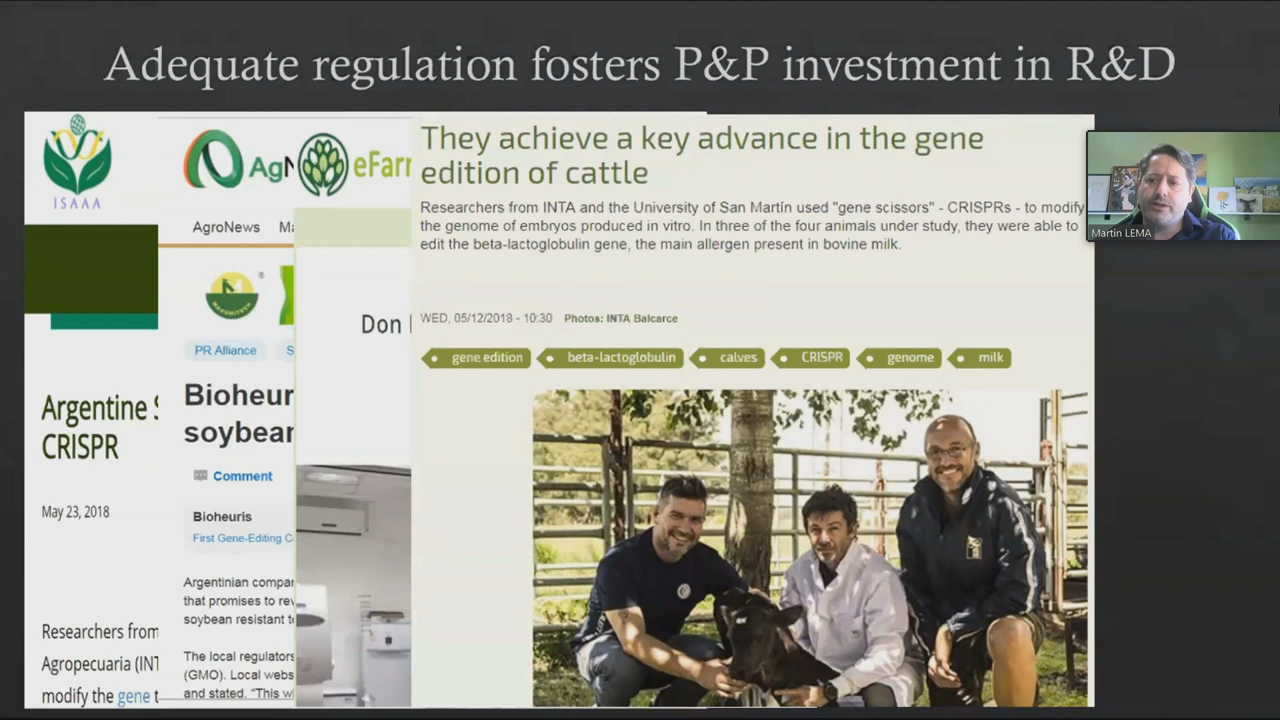 Adequate regulation fosters P&P investment in R&D
ISAAA
Argentine
CRISPR
May 23, 2018
Researchers from
Agropecuaria (INT
modify the gene
AgN
AgroNews
Ma
PR Alliance
S
Bioheur
soybean
Comment
Bioheuris
First Gene-Editing C
Argentinian compar
that promises to rev
soybean resistant t
The local regulators
(GMO). Local webs
and stated, "This w
eFarr
Don
They achieve a key advance in the gene
edition of cattle
Researchers from INTA and the University of San Martín used "gene scissors" - CRISPRs - to modify
the genome of embryos produced in vitro. In three of the four animals under study, they were able to
edit the beta-lactoglobulin gene, the main allergen present in bovine milk.
WED, 05/12/2018 - 10:30 Photos: INTA Balcarce
gene edition beta-lactoglobulin calves CRISPR genome milk
Martin LEMA